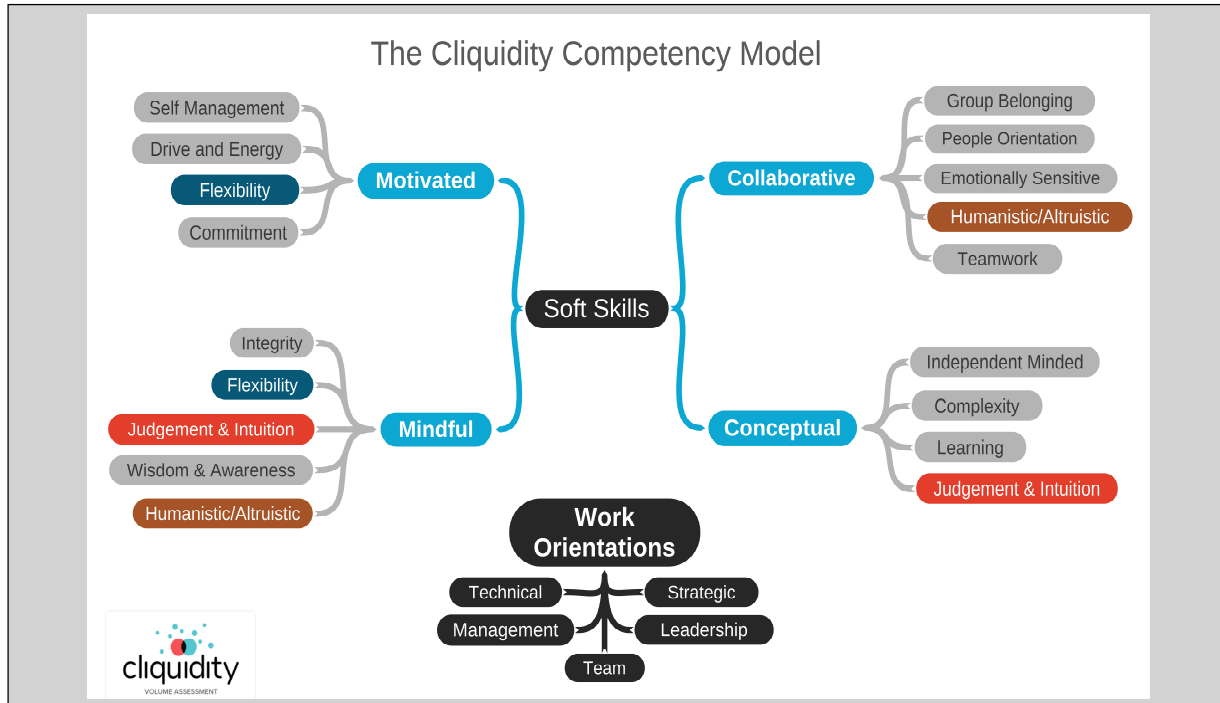 The Cliquidity Competency Model
Self Management
Drive and Energy
Flexibility
Commitment
Motivated
Group Belonging
People Orientation
Emotionally Sensitive
Humanistic/Altruistic
Teamwork
Collaborative
Soft Skills
Integrity
Flexibility
Judgement & Intuition
Wisdom & Awareness
Humanistic/Altruistic
Mindful
Independent Minded
Complexity
Learning
Judgement & Intuition
Conceptual
Work
Orientations
Technical
Strategic
Management
Leadership
Team
cliquidity
VOLUME ASSESSMENT